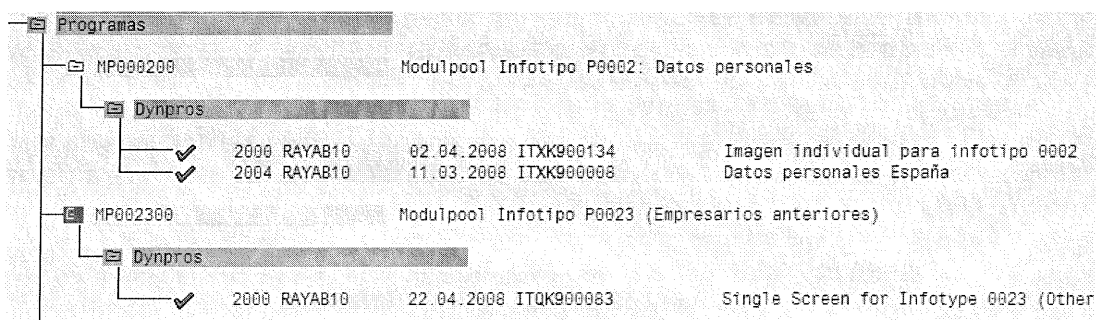 Programas
MP000200 Modulpool Infotipo P0002: Datos personales
Dynpros
2000 RAYAB10 02.04.2008 ITXK900134 Imagen individual para infotipo 0002
2004 RAYAB10 11.03.2008 ITXK900008 Datos personales España
MP002300 Modulpool Infotipo P0023 (Empresarios anteriores)
Dynpros
2000 RAYAB10 22.04.2008 ITQK900083 Single Screen for Infotype 0023 (Other